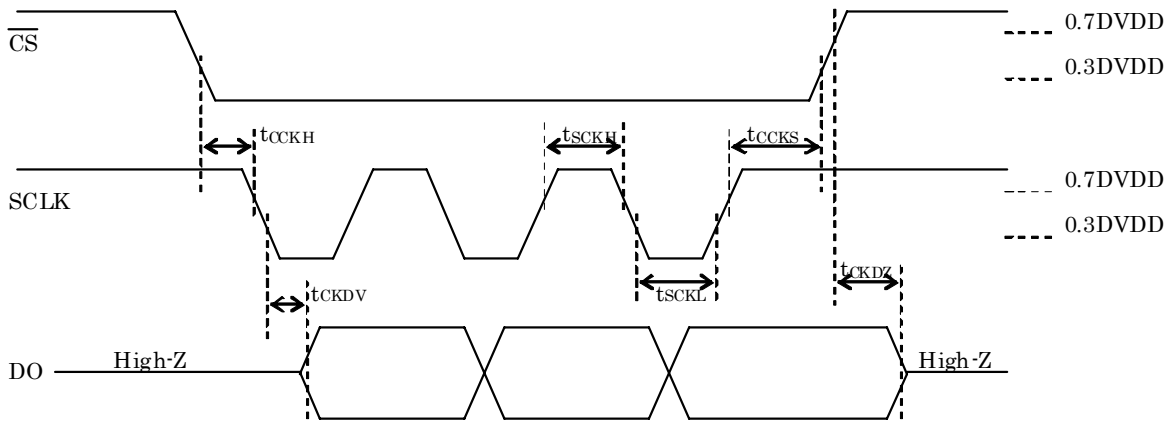 CS
0.7DVDD
0.3DVDD
tCCKH
tSCKH
tCCKS
SCLK
0.7DVDD
0.3DVDD
tCKDV
tSCKL
tCKDZ
DO
High-Z
High-Z